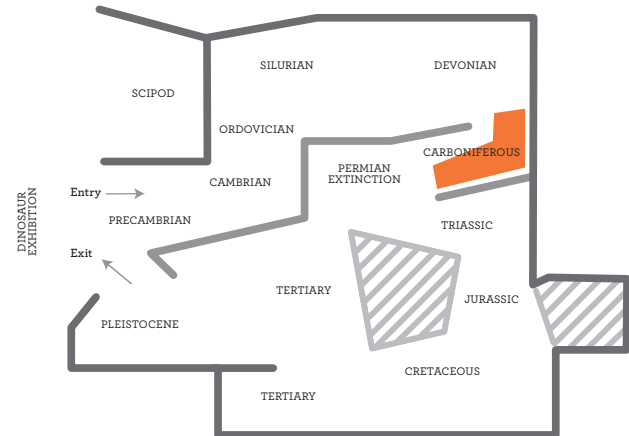 SILURIAN
DEVONIAN
SCIPOD
ORDOVICIAN
CARBONIFEROUS
PERMIAN
EXTINCTION
CAMBRIAN
Entry
DINOSAUR
EXHIBITION
PRECAMBRIAN
TRIASSIC
Exit
TERTIARY
JURASSIC
PLEISTOCENE
CRETACEOUS
TERTIARY